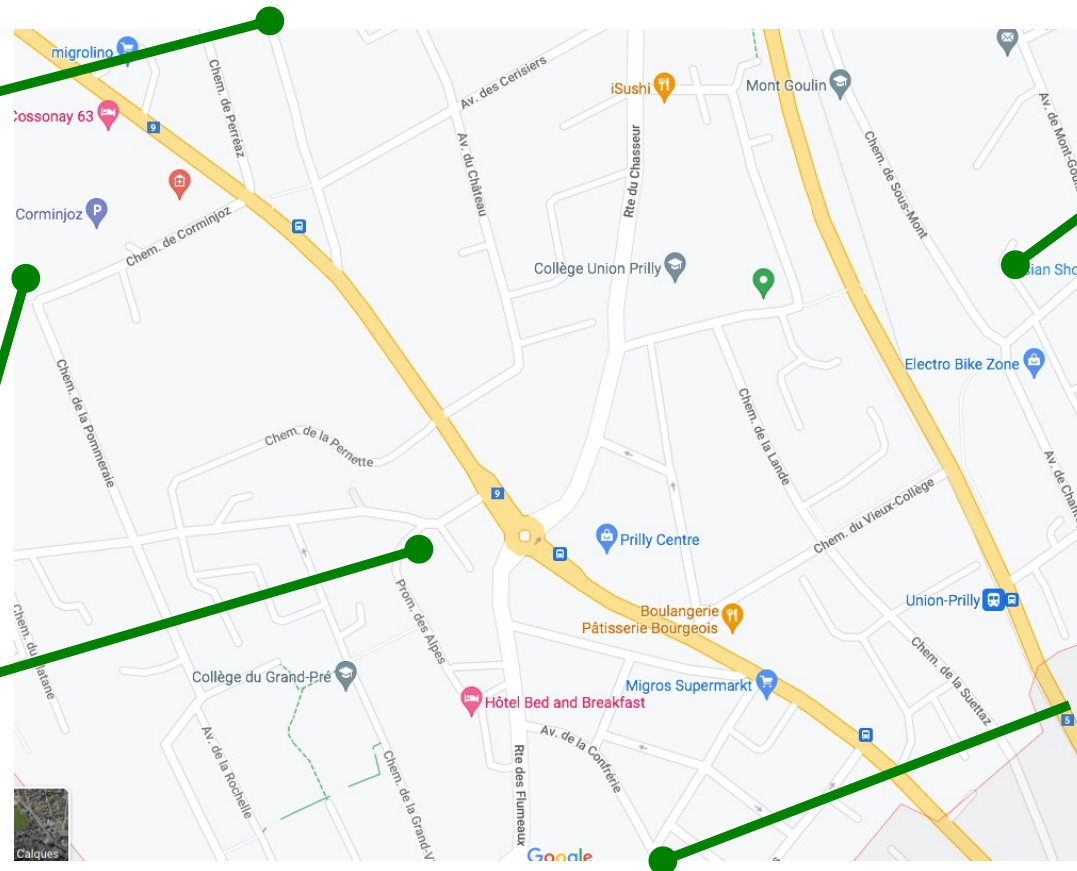 migrolino
Mont Goulin
iSushi
Av. des Cerisiers
Chem. de Perréaz
Cossonay 63
9
Av. de Mont-Goulin
Chem. de Sous-Mont
Av. du Château
Rte du Chasseur
Corminjoz
P
Chem. de Corminjoz
Collège Union Prilly
Asian Sho
Electro Bike Zone
Chem. de la Pommeraie
Chem. de la Lande
Chem. de la Pernette
Av. de Chant
9
Chem. du Vieux-Collège
Prilly Centre
Union-Prilly
Prom. des Alpes
Boulangerie
Pâtisserie Bourgeois
Chem. du Platane
Collège du Grand-Pré
Chem. de la Suettaz
Migros Supermarkt
Hôtel Bed and Breakfast
5
Av. de la Confrérie
Av. de la Rochelle
Rte des Flumeaux
Chem. de la Grand-V
Calques
Google